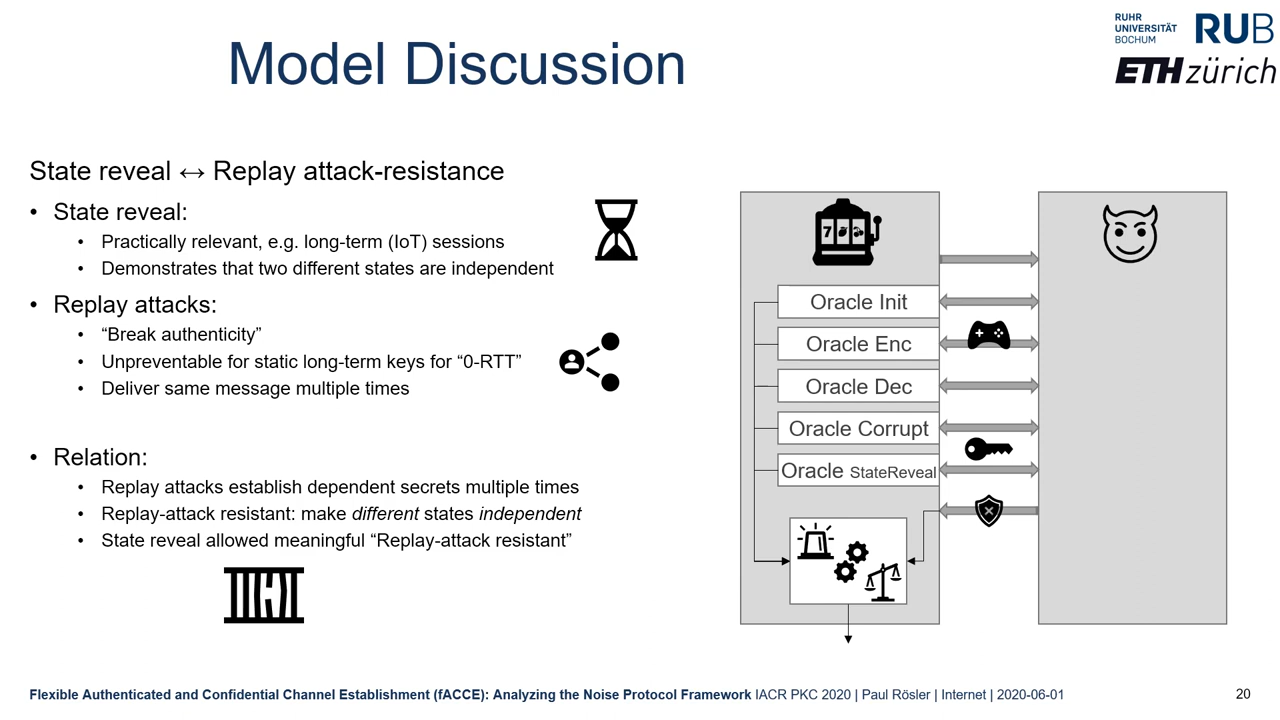 Model Discussion
RUHR
UNIVERSITÄT
BOCHUM
RUB
ETH zürich
State reveal ↔ Replay attack-resistance
• State reveal:
• Practically relevant, e.g. long-term (IoT) sessions
• Demonstrates that two different states are independent
• Replay attacks:
• “Break authenticity”
• Unpreventable for static long-term keys for “0-RTT”
• Deliver same message multiple times
• Relation:
• Replay attacks establish dependent secrets multiple times
• Replay-attack resistant: make different states independent
• State reveal allowed meaningful “Replay-attack resistant”
7
Oracle Init
Oracle Enc
Oracle Dec
Oracle Corrupt
Oracle StateReveal
Flexible Authenticated and Confidential Channel Establishment (fACCE): Analyzing the Noise Protocol Framework IACR PKC 2020 | Paul Rösler | Internet | 2020-06-01
20